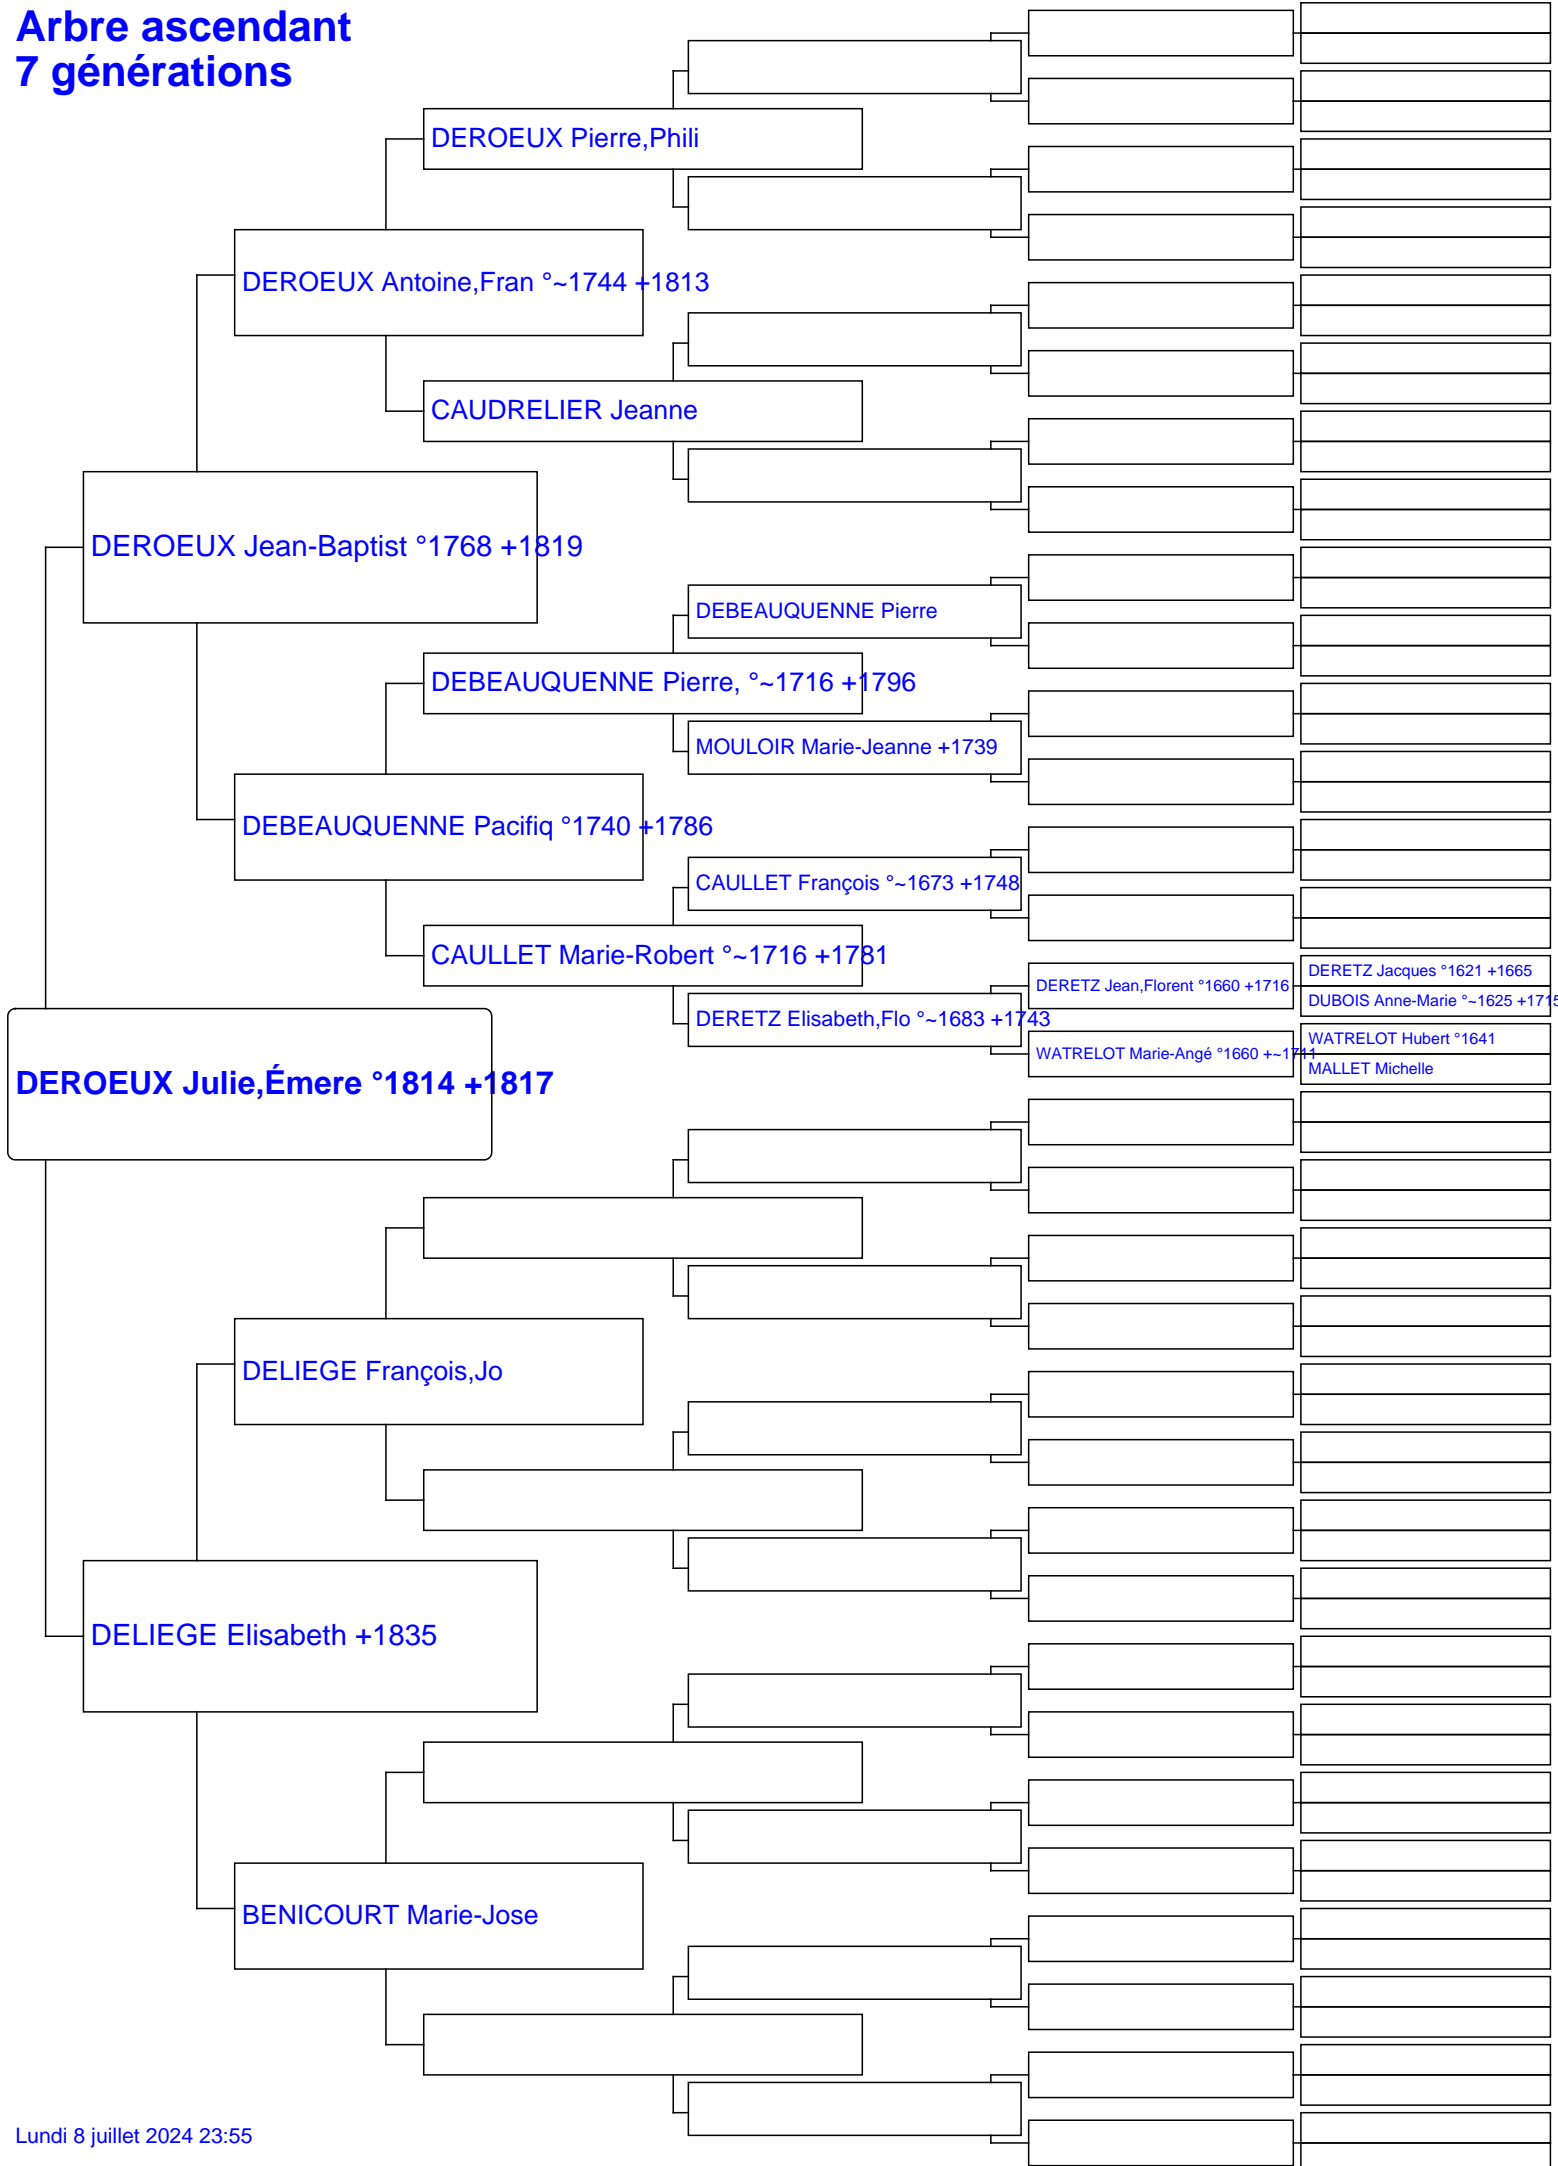 Arbre ascendant
7 générations
DEROEUX Pierre,Phili
DEROEUX Antoine,Fran °~1744 +1813
CAUDRELIER Jeanne
DEROEUX Jean-Baptist °1768 +1819
DEBEAUQUENNE Pierre
DEBEAUQUENNE Pierre, °~1716 +1796
MOULOIR Marie-Jeanne +1739
DEBEAUQUENNE Pacifiq °1740 +1786
CAULLET François °~1673 +1748
CAULLET Marie-Robert °~1716 +1781
DERETZ Jacques °1621 +1665
DERETZ Jean,Florent °1660 +1716
DUBOIS Anne-Marie °~1625 +1715
DERETZ Elisabeth,Flo °~1683 +1743
WATRELOT Hubert °1641
WATRELOT Marie-Angé °1660 +~1711
MALLET Michelle
DEROEUX Julie,Émere °1814 +1817
DELIEGE François,Jo
DELIEGE Elisabeth +1835
BENICOURT Marie-Jose
Lundi 8 juillet 2024 23:55